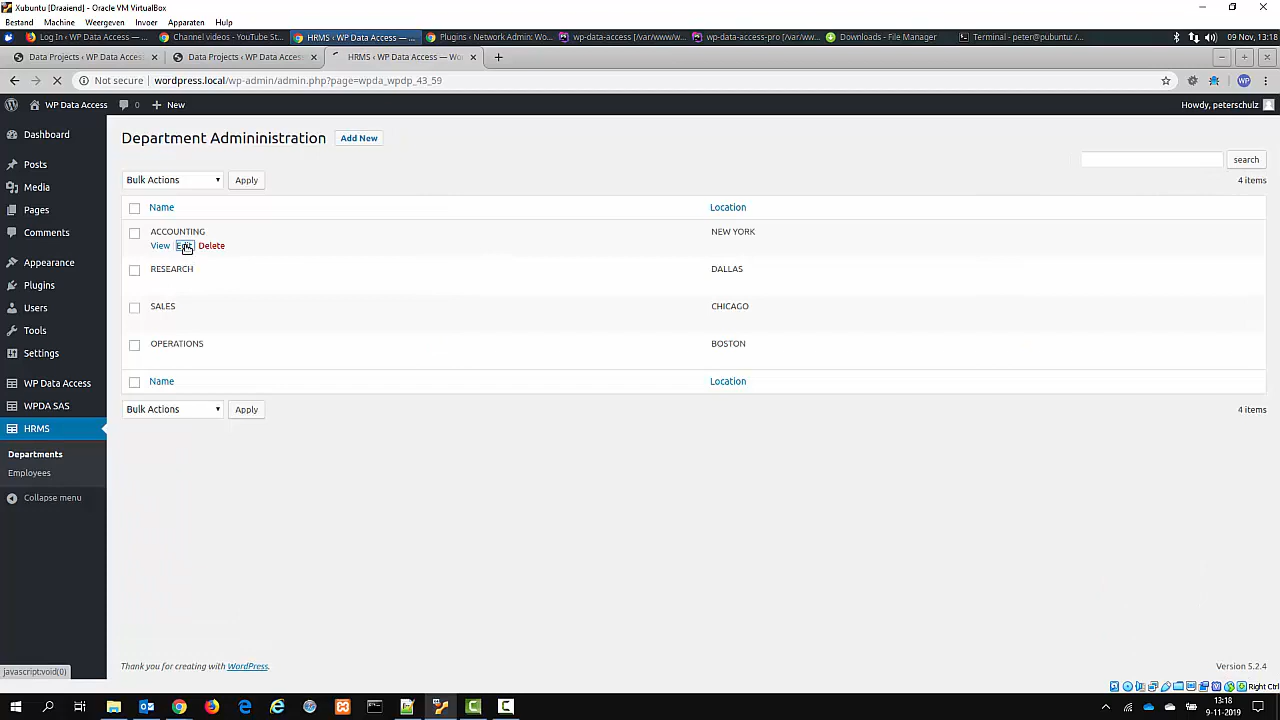 Xubuntu [Draaiend] - Oracle VM VirtualBox
Bestand Machine Weergeven Invoer Apparaten Hulp
Log In ‹ WP Data Access — ... Channel videos - YouTube St... HRMS ‹ WP Data Access — ... Plugins ‹ Network Admin: Wo... wp-data-access [/var/www/w... wp-data-access-pro [/var/ww... Downloads - File Manager Terminal - peter@pubuntu: /... 09 Nov, 13:18
Data Projects ‹ WP Data Access × Data Projects ‹ WP Data Access × HRMS ‹ WP Data Access — Wo ×
Not secure wordpress.local/wp-admin/admin.php?page=wpda_wpdp_43_59
WP Data Access 0 + New Howdy, peterschulz
Dashboard
Posts
Media
Pages
Comments
Appearance
Plugins
Users
Tools
Settings
WP Data Access
WPDA SAS
HRMS
Departments
Employees
Collapse menu
Department Admininistration Add New
search
Bulk Actions Apply 4 items
Name Location
ACCOUNTING NEW YORK
View Edit Delete
RESEARCH DALLAS
SALES CHICAGO
OPERATIONS BOSTON
Name Location
Bulk Actions Apply 4 items
Thank you for creating with WordPress. Version 5.2.4
javascript:void(0)
Right Ctrl
13:18
9-11-2019